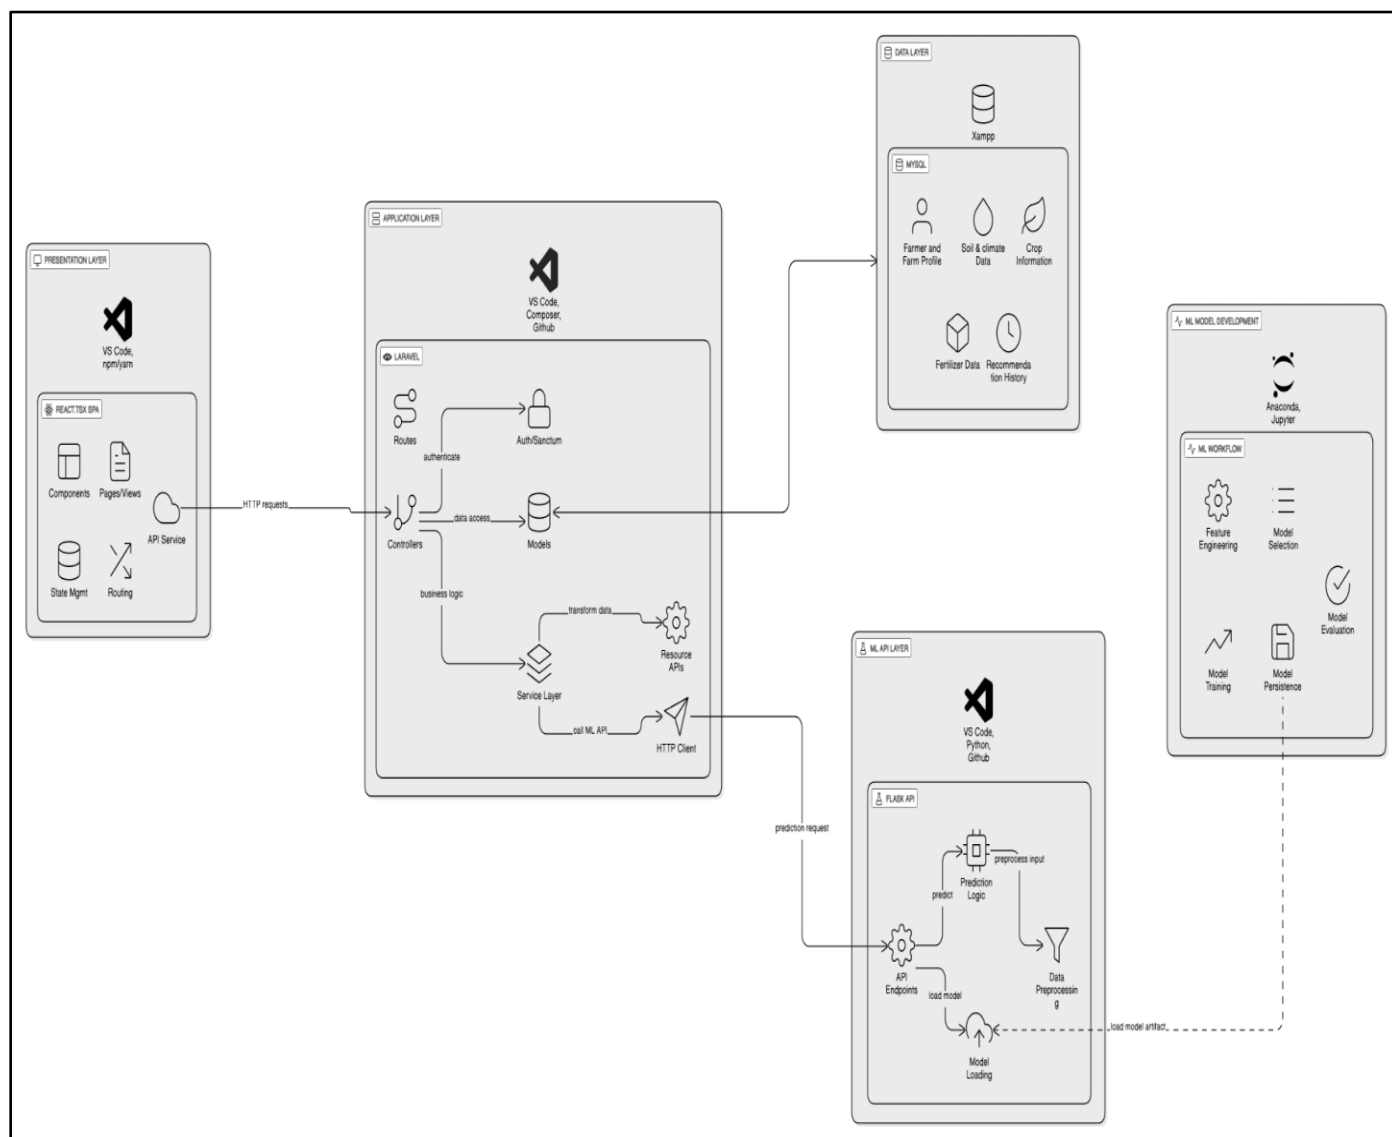 PRESENTATION LAYER
VS Code,
npm/yarn
REACT.TSX SPA
Components
Pages/Views
API Service
State Mgmt
Routing
HTTP requests
APPLICATION LAYER
VS Code,
Composer,
Github
LARAVEL
Routes
Auth/Sanctum
authenticate
Controllers
data access
Models
business logic
transform data
Resource
APIs
Service Layer
call ML API
HTTP Client
DATA LAYER
Xampp
MYSQL
Farmer and
Farm Profile
Soil & climate
Data
Crop
Information
Fertilizer Data
Recommenda
tion History
prediction request
ML API LAYER
VS Code,
Python,
Github
FLASK API
Prediction
Logic
preprocess input
predict
API
Endpoints
load model
Data
Preprocessin
g
Model
Loading
load model artifact
ML MODEL DEVELOPMENT
Anaconda,
Jupyter
ML WORKFLOW
Feature
Engineering
Model
Selection
Model
Evaluation
Model
Training
Model
Persistence